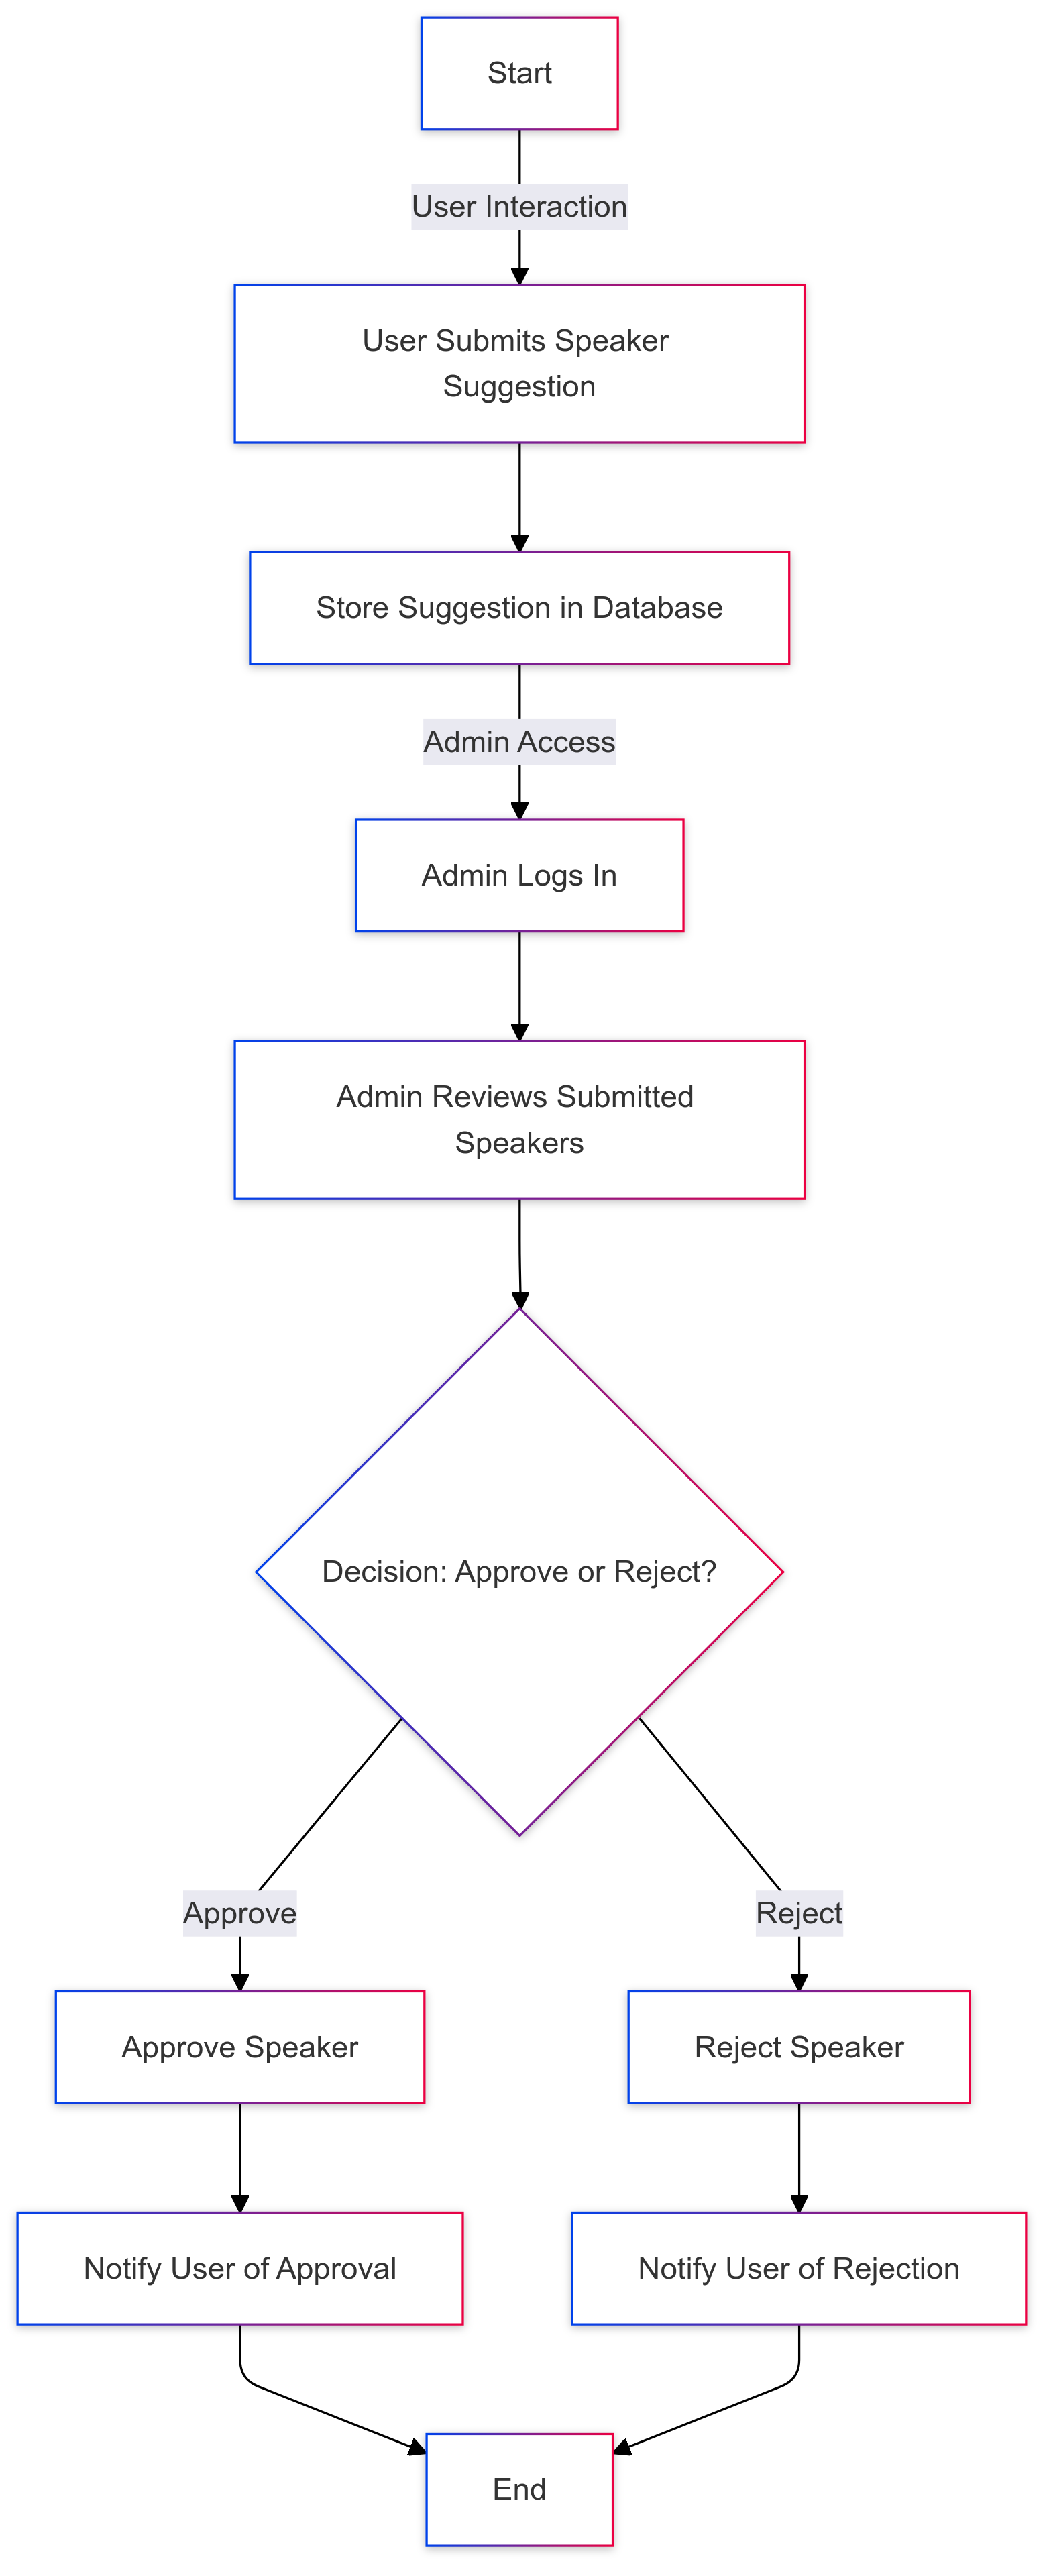 Start
User Interaction
User Submits Speaker
Suggestion
Store Suggestion in Database
Admin Access
Admin Logs In
Admin Reviews Submitted
Speakers
Decision: Approve or Reject?
Approve
Reject
Approve Speaker
Reject Speaker
Notify User of Approval
Notify User of Rejection
End